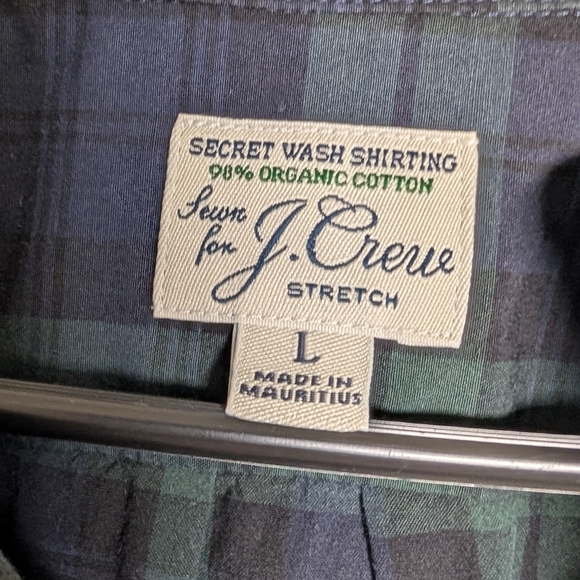 SECRET WASH SHIRTING
98% ORGANIC COTTON
Sewn
for J.Crew
STRETCH
L
MADE IN
MAURITIUS